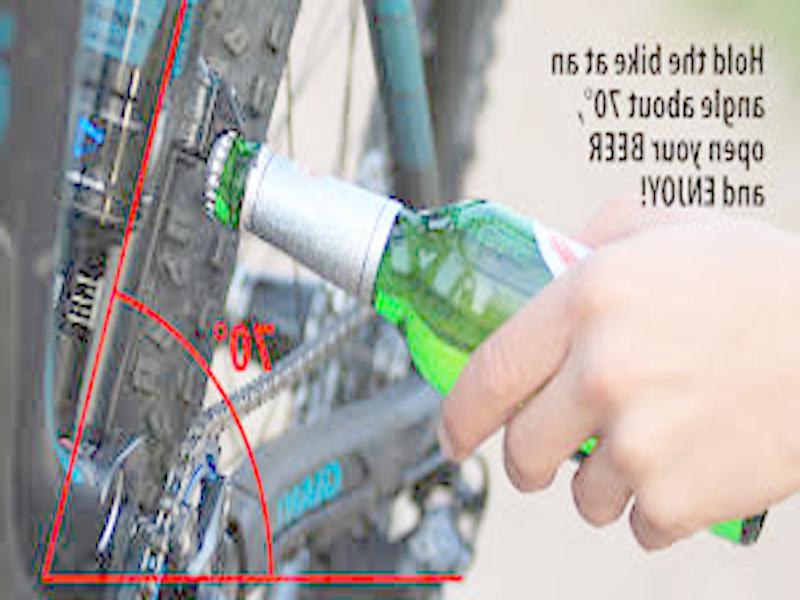 Hold the bike at an
angle about 70°,
open your BEER
and ENJOY!
70°